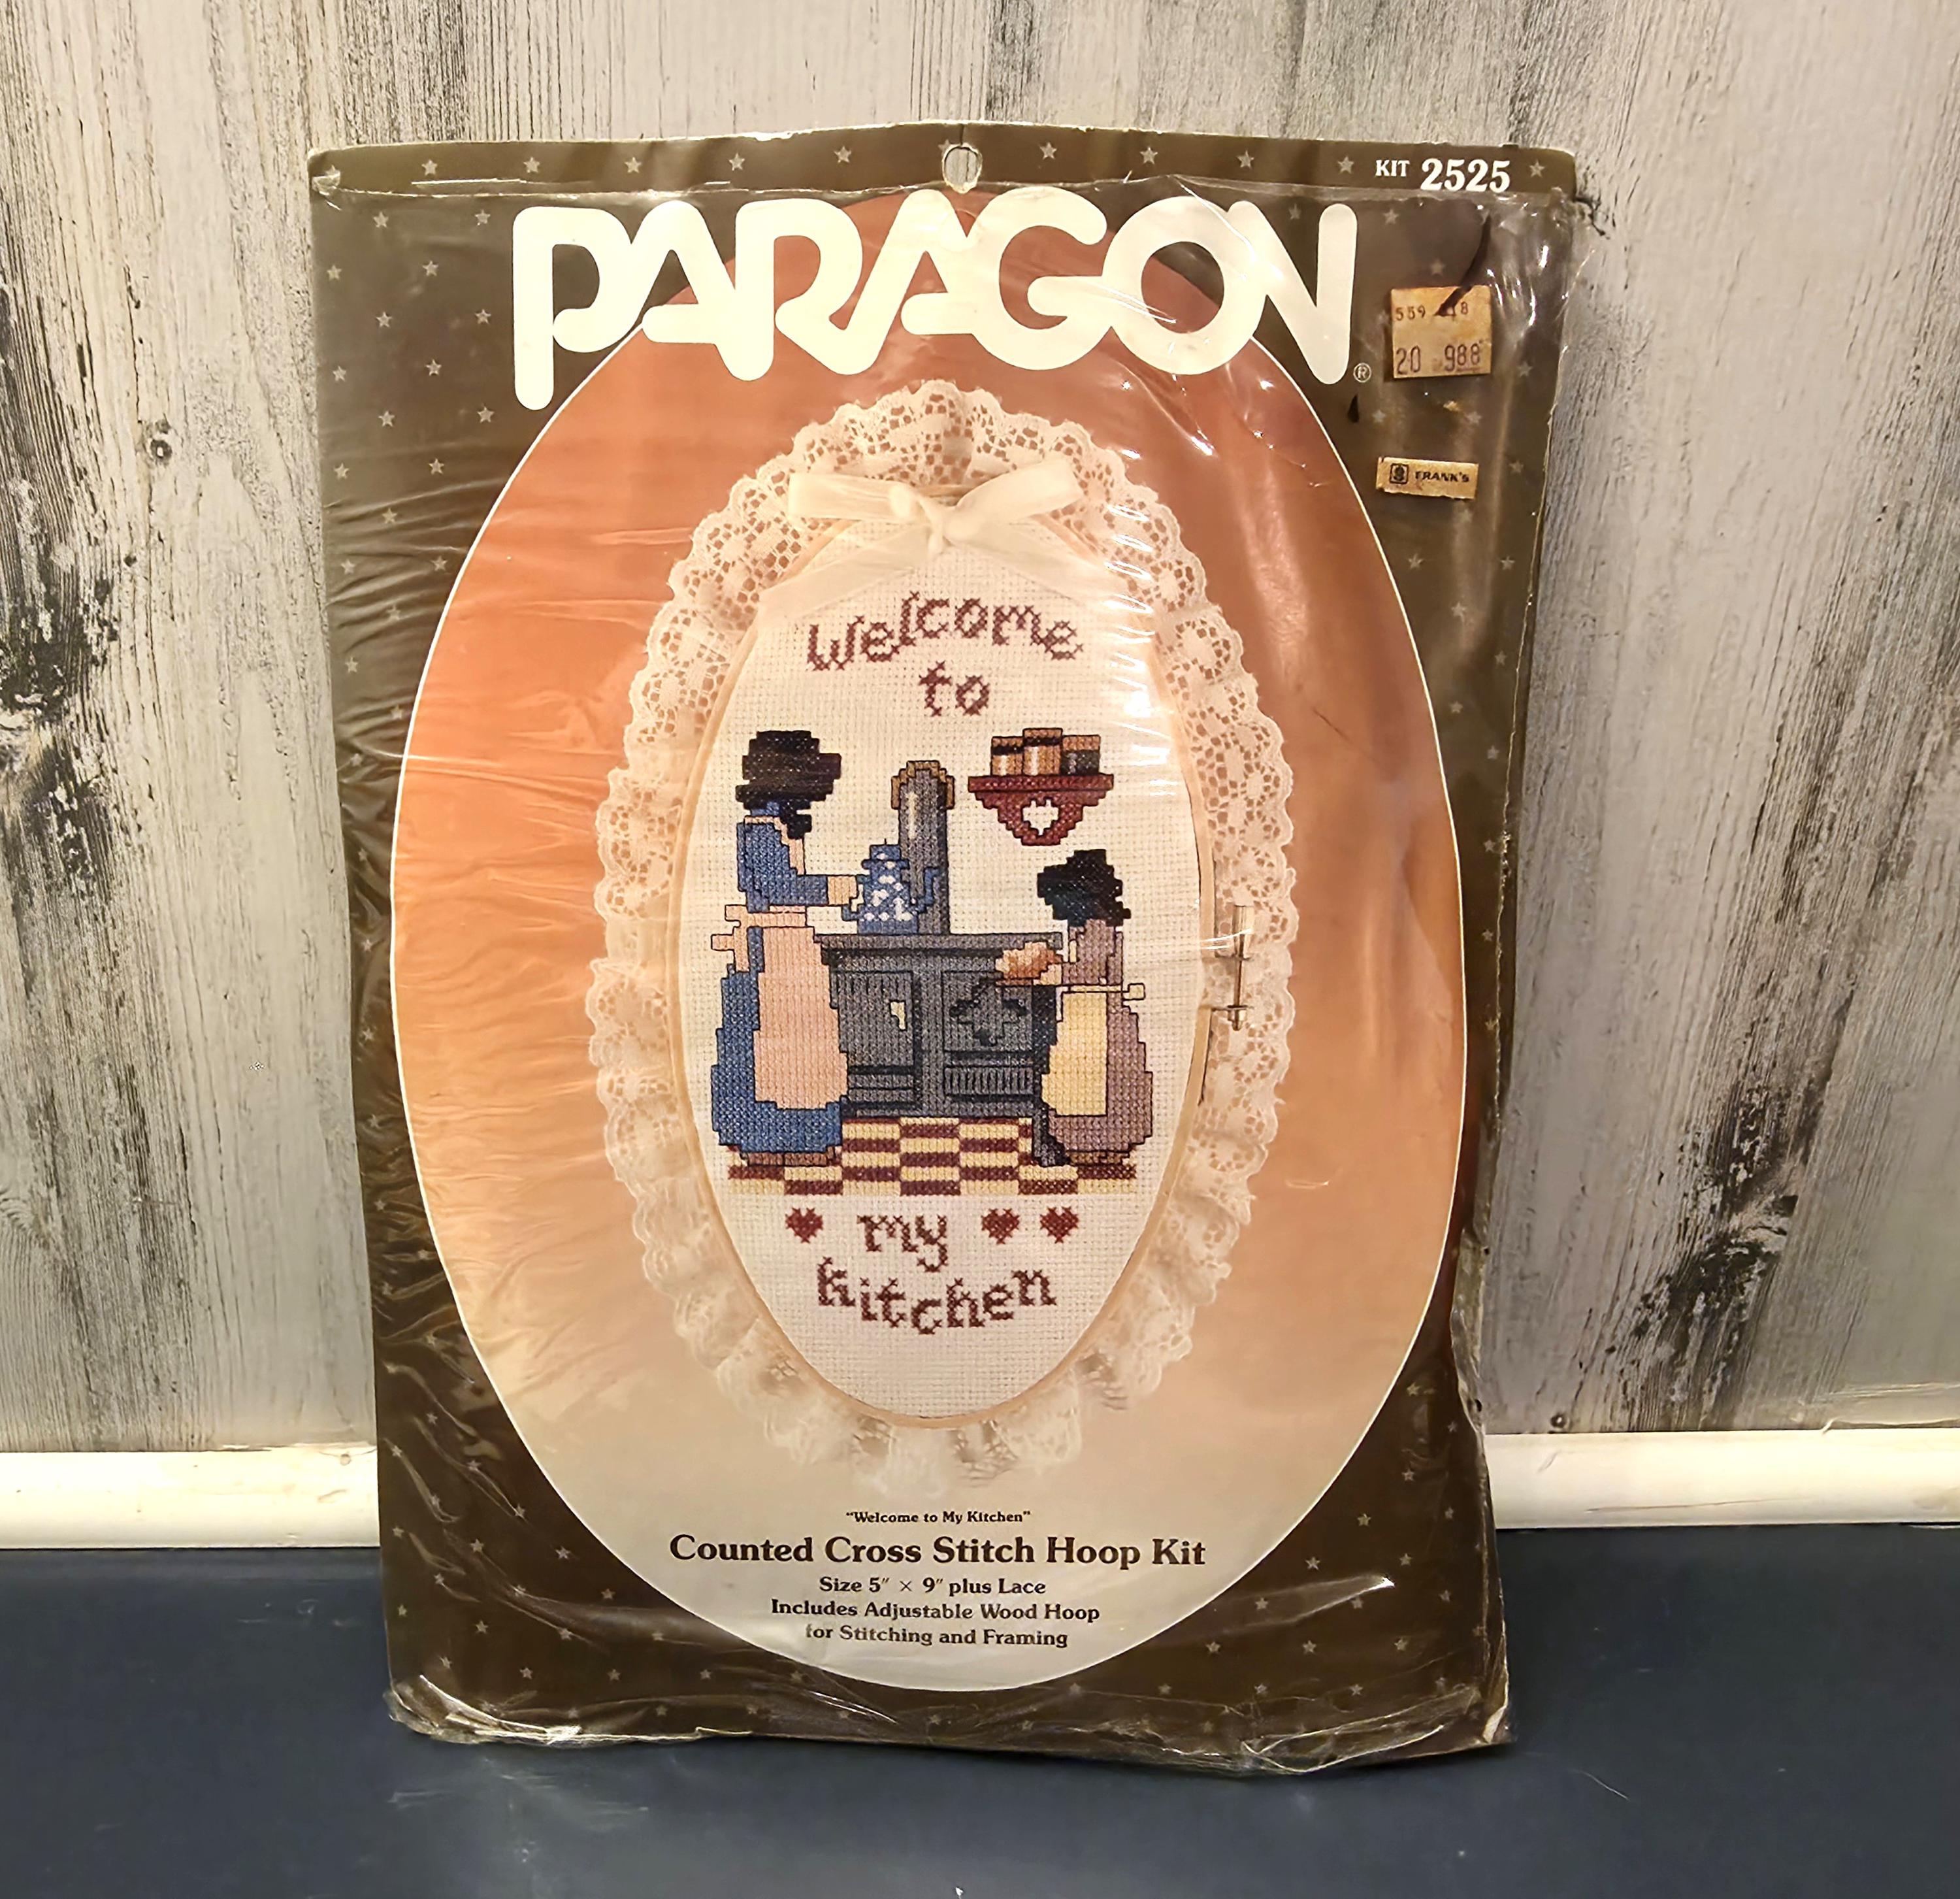 KIT 2525
PARAGON®
20 988
FRANK'S
Welcome
to
my
kitchen
"Welcome to My Kitchen"
Counted Cross Stitch Hoop Kit
Size 5″ × 9″ plus Lace
Includes Adjustable Wood Hoop
for Stitching and Framing